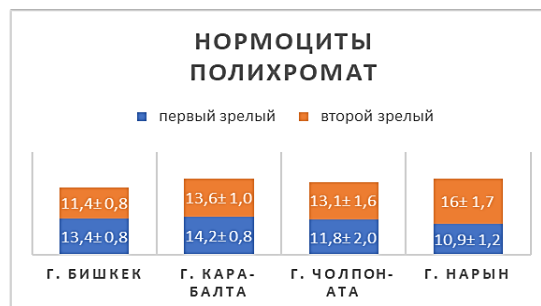 НОРМОЦИТЫ
ПОЛИХРОМАТ
первый зрелый второй зрелый
11,4±0,8 13,6±1,0 13,1±1,6 16±1,7
13,4±0,8 14,2±0,8 11,8±2,0 10,9±1,2
Г. БИШКЕК Г. КАРА- Г. ЧОЛПОН- Г. НАРЫН
БАЛТА АТА